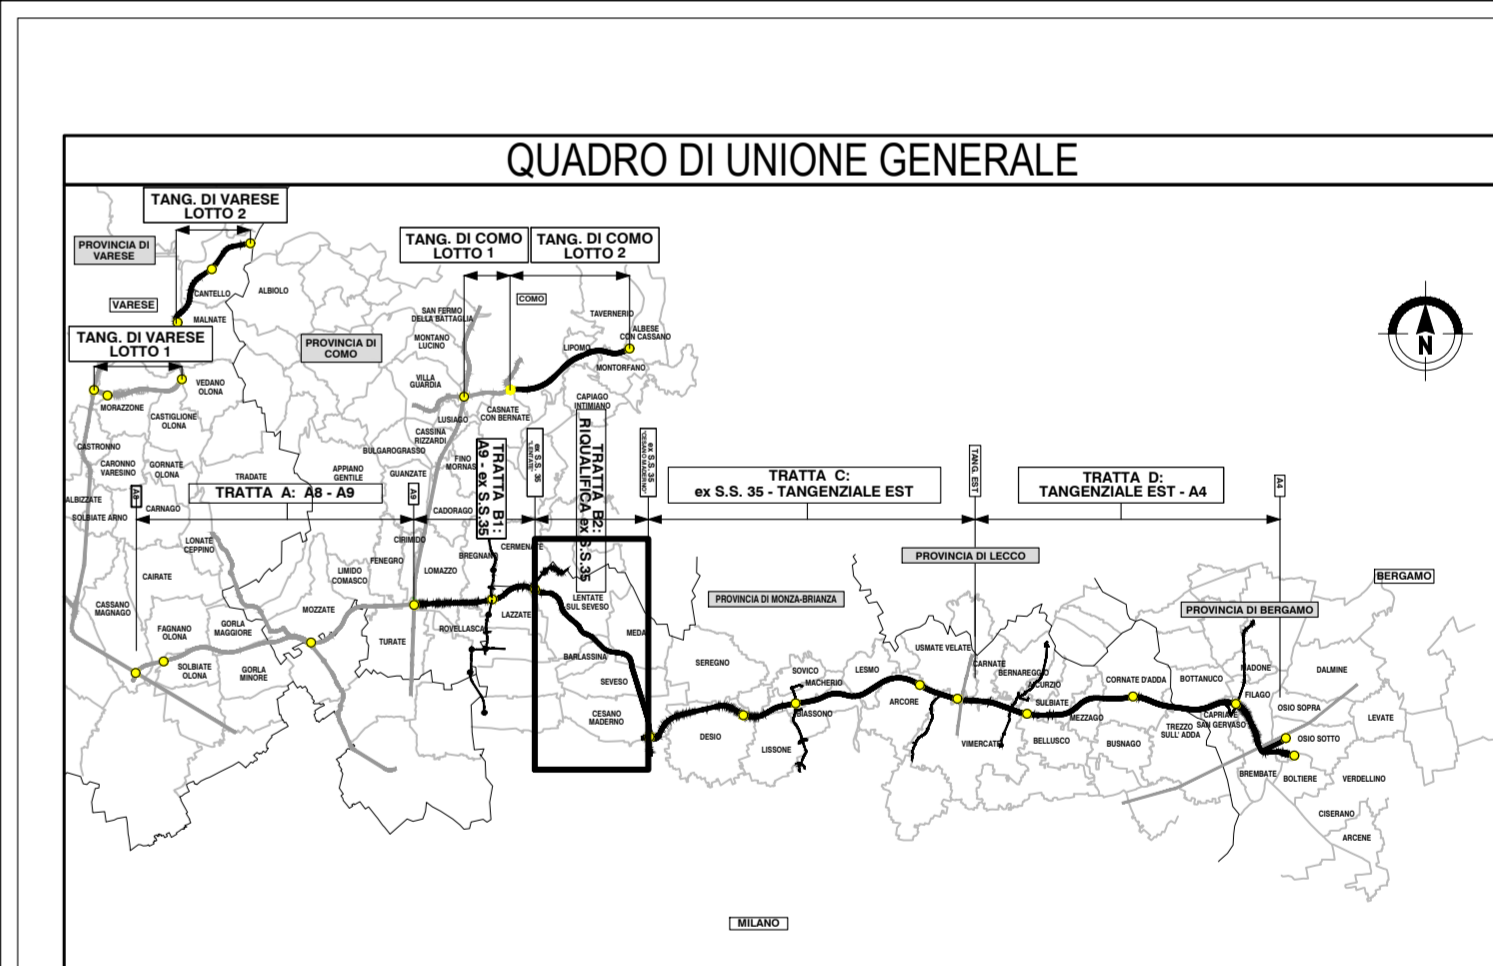 QUADRO DI UNIONE GENERALE
TANG. DI VARESE
LOTTO 2
PROVINCIA DI
VARESE
TANG. DI COMO
LOTTO 1
TANG. DI COMO
LOTTO 2
CANTELLO
ALBIOLO
VARESE
MALNATE
COMO
SAN FERMO
DELLA BATTAGLIA
TAVERNERIO
ALBESE
CON CASSANO
TANG. DI VARESE
LOTTO 1
PROVINCIA DI
COMO
MONTANO
LUCINO
LIPOMO
MONTORFANO
N
VEDANO
OLONA
VILLA
GUARDIA
MORAZZONE
CASTIGLIONE
OLONA
LUSIAGO
CASNATE
CON BERNATE
CAPIAGO
INTIMIANO
CASSINA
RIZZARDI
CASTRONNO
BULGAROGRASSO
CARONNO
VARESINO
GORNATE
OLONA
TRADATE
APPIANO
GENTILE
GUANZATE
FINO
MORNAS
TRATTA B1:
A9 - ex S.S.35
ex S.S. 35
"LENTATE"
TRATTA B2:
RIQUALIFICA ex S.S.35
ex S.S. 35
"CESANO MADERNO"
TRATTA C:
ex S.S. 35 - TANGENZIALE EST
TANG. EST
TRATTA D:
TANGENZIALE EST - A4
A4
ALBIZZATE
A8
TRATTA A: A8 - A9
A9
SOLBIATE ARNO
CARNAGO
CADORAGO
LONATE
CEPPINO
CIRIMIDO
CERMENATE
BREGNANO
FENEGRO
PROVINCIA DI LECCO
CAIRATE
LIMIDO
COMASCO
LOMAZZO
BERGAMO
CASSANO
MAGNAGO
MOZZATE
LAZZATE
LENTATE
SUL SEVESO
PROVINCIA DI MONZA-BRIANZA
PROVINCIA DI BERGAMO
FAGNANO
OLONA
GORLA
MAGGIORE
TURATE
ROVELLASCA
MEDA
SOLBIATE
OLONA
GORLA
MINORE
BARLASSINA
SEVESO
SEREGNO
SOVICO
MACHERIO
LESMO
USMATE VELATE
CARNATE
BERNAREGGIO
CORNATE D'ADDA
BOTTANUCO
MADONE
DALMINE
CESANO
MADERNO
BIASSONO
ARCORE
SULBIATE
MEZZAGO
FILAGO
CAPRIATE
SAN GERVASO
OSIO SOPRA
LEVATE
DESIO
LISSONE
VIMERCATE
BELLUSCO
BUSNAGO
TREZZO
SULL' ADDA
OSIO SOTTO
BREMBATE
BOLTIERE
VERDELLINO
CISERANO
ARCENE
MILANO